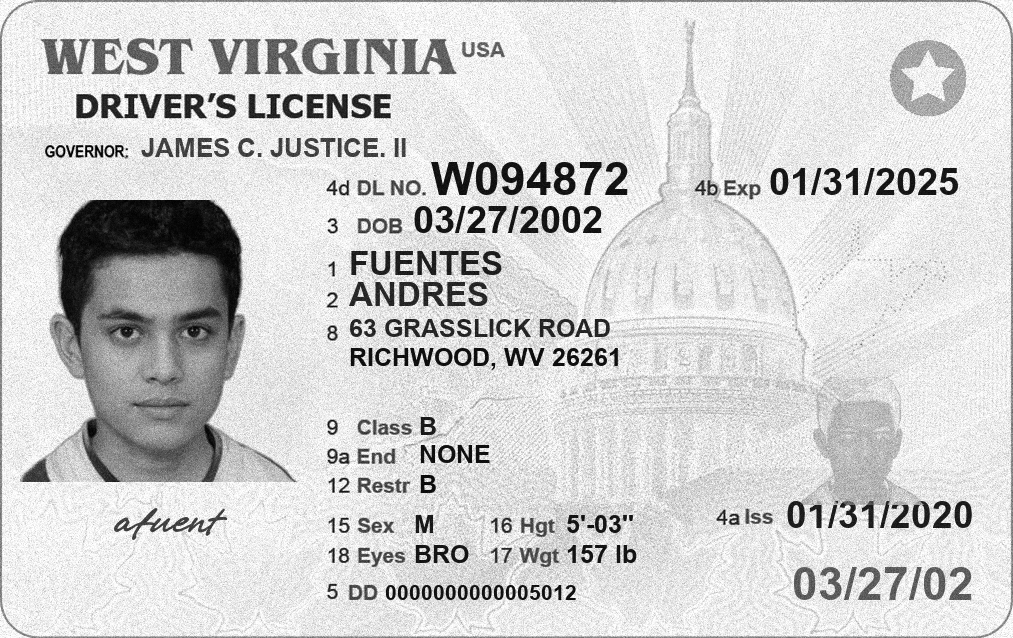 WEST VIRGINIA USA
DRIVER'S LICENSE
GOVERNOR: JAMES C. JUSTICE. II
4d DL NO. W094872 4b Exp 01/31/2025
3 DOB 03/27/2002
1 FUENTES
2 ANDRES
8 63 GRASSLICK ROAD
RICHWOOD, WV 26261
9 Class B
9a End NONE
12 Restr B
15 Sex M 16 Hgt 5'-03" 4a Iss 01/31/2020
18 Eyes BRO 17 Wgt 157 lb
5 DD 0000000000005012
03/27/02
afuent